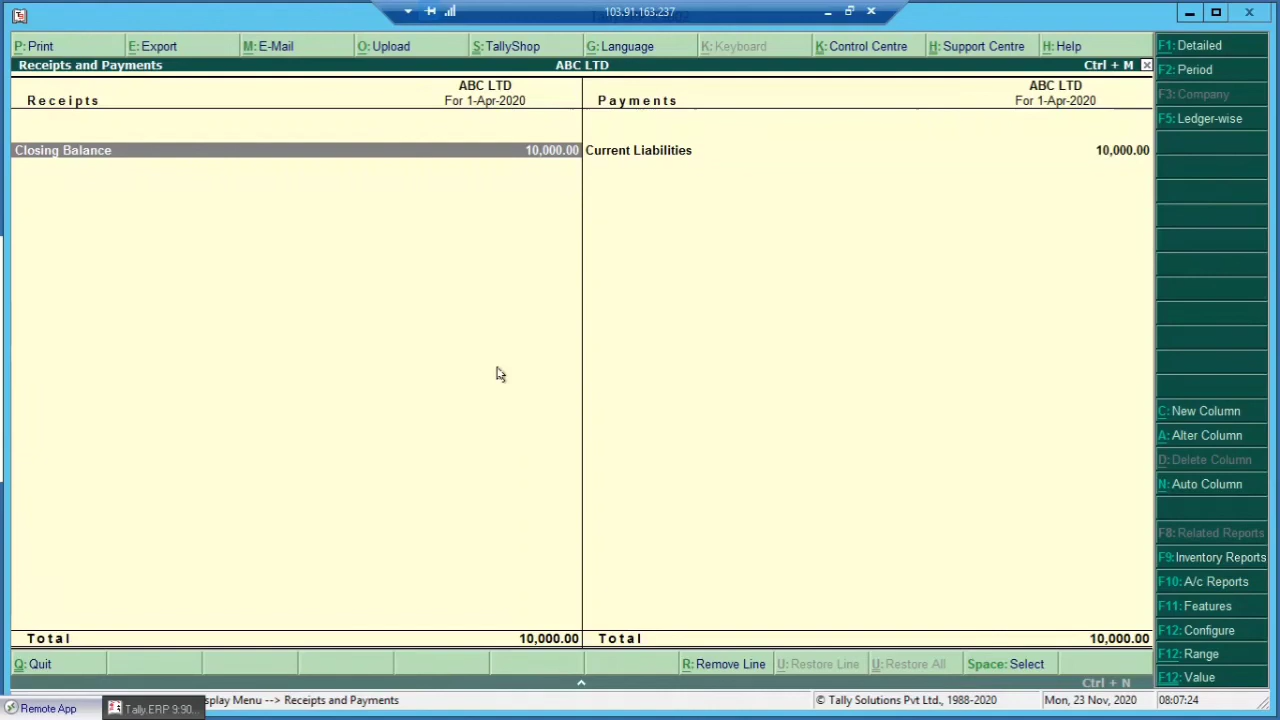 103.91.163.237
P: Print E: Export M: E-Mail O: Upload S: TallyShop G: Language K: Keyboard K: Control Centre H: Support Centre H: Help
Receipts and Payments ABC LTD Ctrl + M
Receipts ABC LTD For 1-Apr-2020
Payments ABC LTD For 1-Apr-2020
Closing Balance 10,000.00
Current Liabilities 10,000.00
Total 10,000.00
Total 10,000.00
Q: Quit R: Remove Line U: Restore Line U: Restore All Space: Select
Ctrl + N
F1: Detailed
F2: Period
F3: Company
F5: Ledger-wise
C: New Column
A: Alter Column
D: Delete Column
N: Auto Column
F8: Related Reports
F9: Inventory Reports
F10: A/c Reports
F11: Features
F12: Configure
F12: Range
F12: Value
Remote App Tally.ERP 9:90... splay Menu --> Receipts and Payments © Tally Solutions Pvt Ltd., 1988-2020 Mon, 23 Nov, 2020 08:07:24